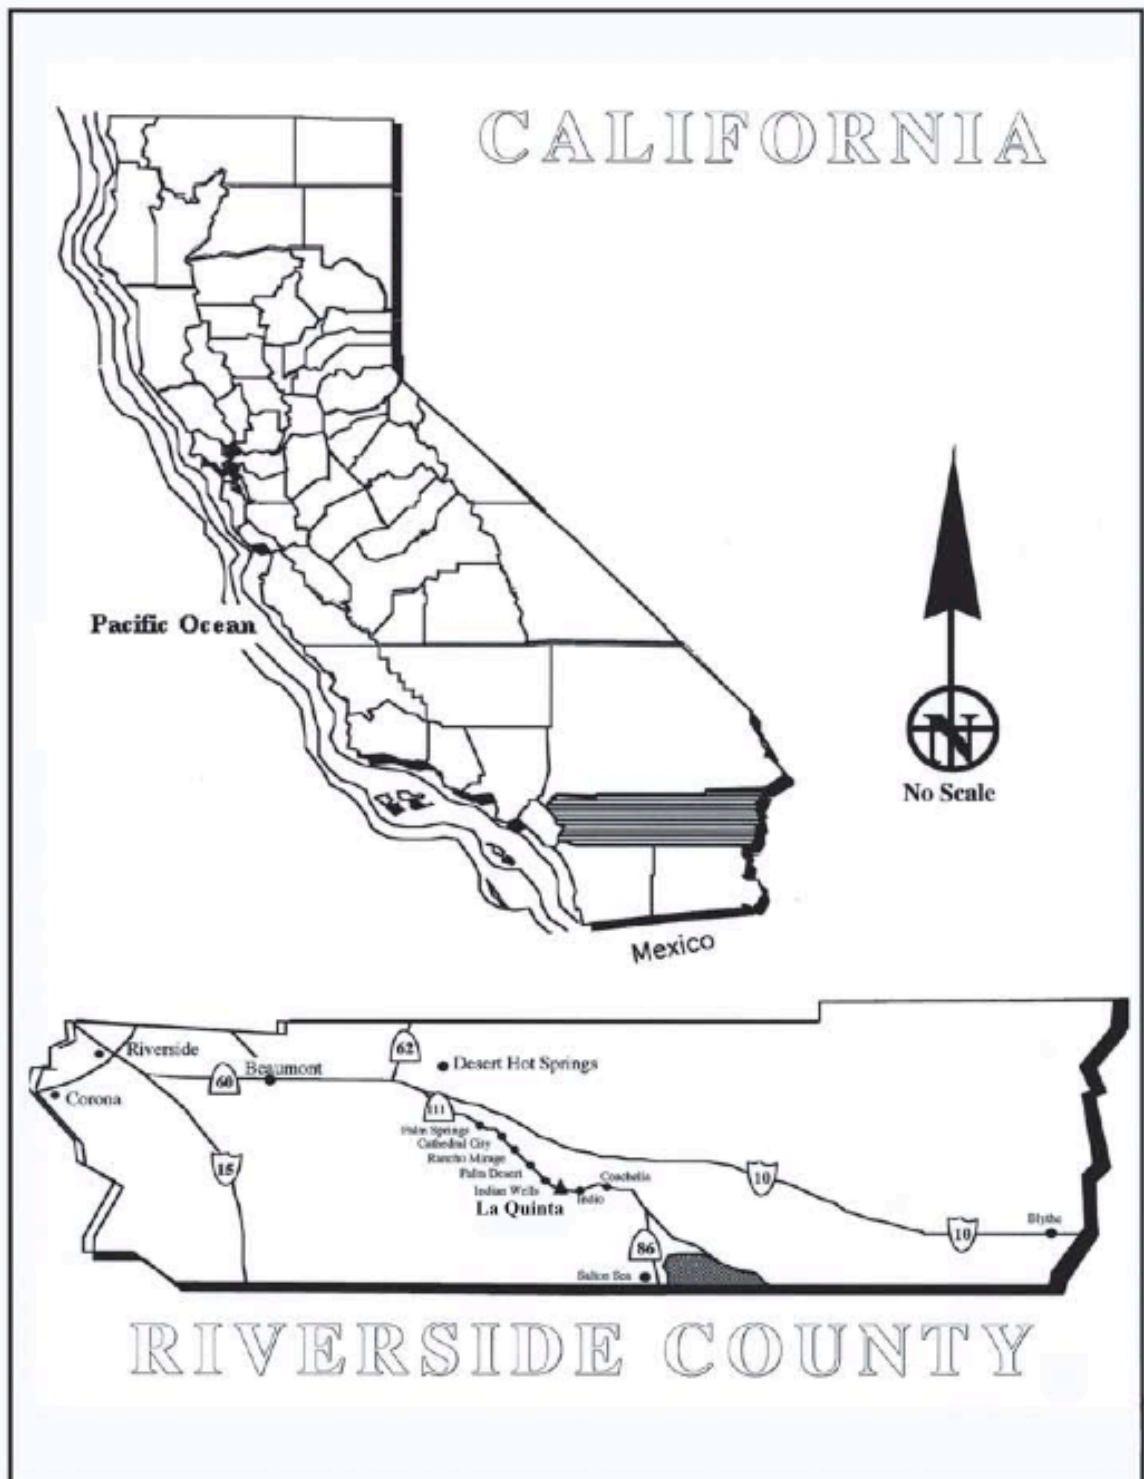 CALIFORNIA
Pacific Ocean
N
No Scale
Mexico
62
Riverside
Desert Hot Springs
Beaumont
60
Corona
111
Palm Springs
Cathedral City
Rancho Mirage
15
Palm Desert
Coachella
10
Indian Wells
Indio
La Quinta
Blythe
10
86
Salton Sea
RIVERSIDE COUNTY